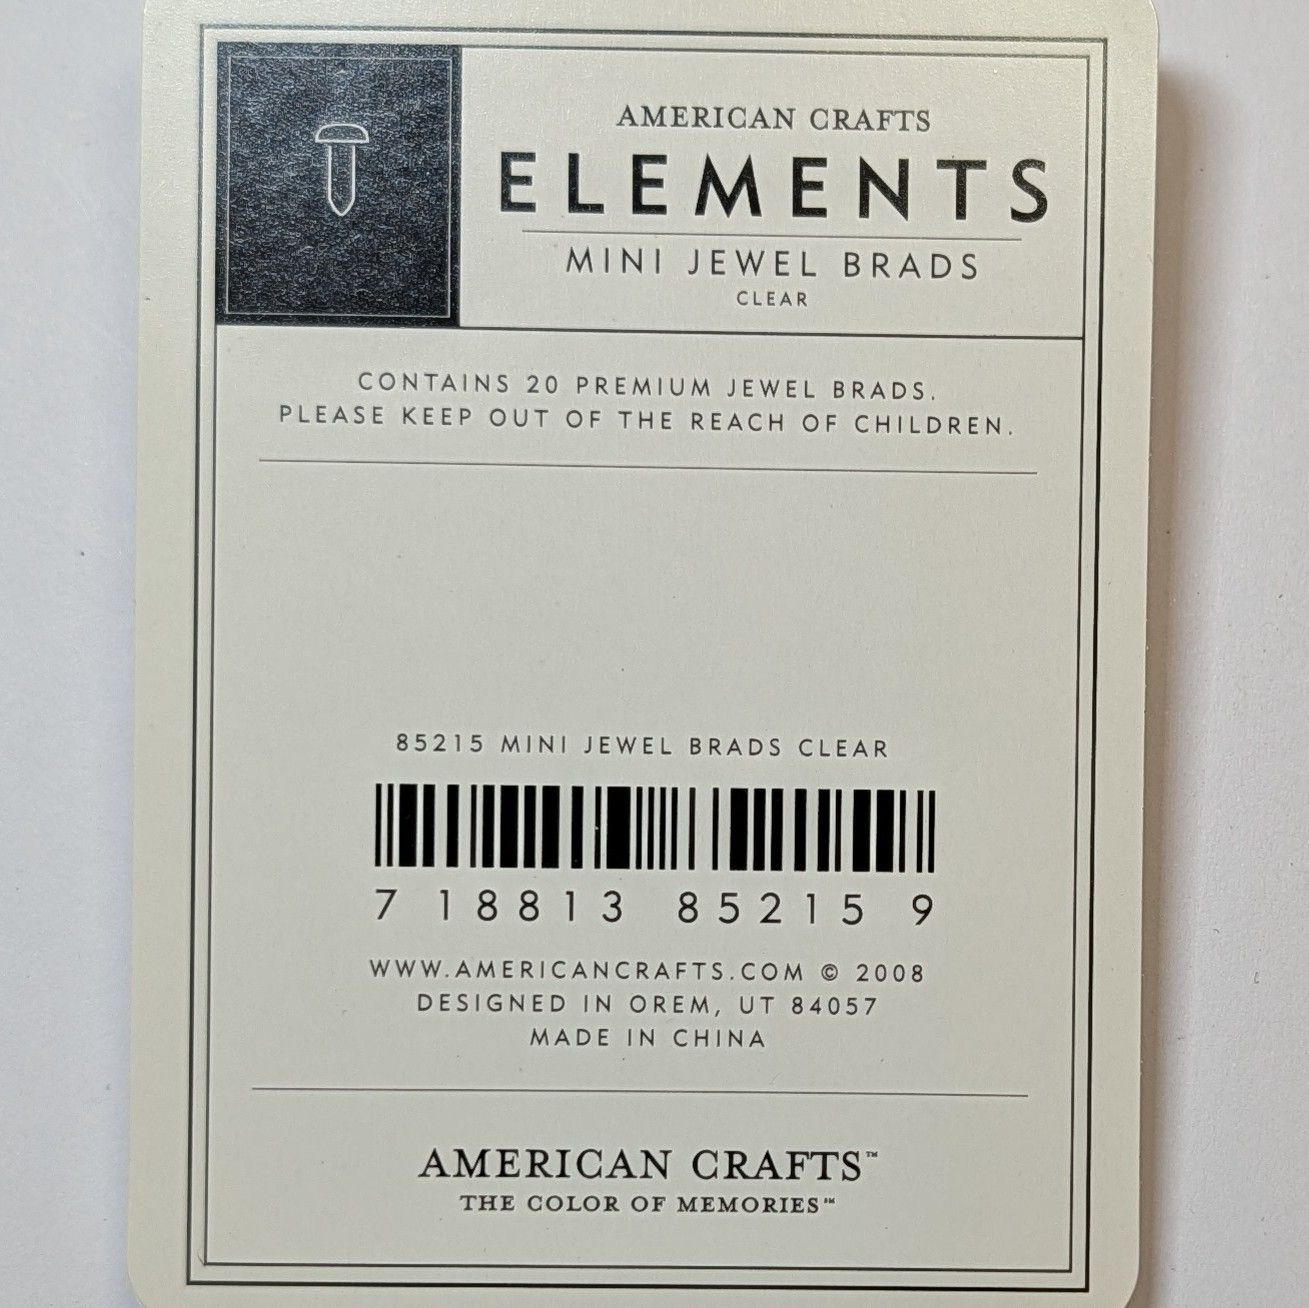 AMERICAN CRAFTS
ELEMENTS
MINI JEWEL BRADS
CLEAR
CONTAINS 20 PREMIUM JEWEL BRADS.
PLEASE KEEP OUT OF THE REACH OF CHILDREN.
85215 MINI JEWEL BRADS CLEAR
7 18813 85215 9
WWW.AMERICANCRAFTS.COM © 2008
DESIGNED IN OREM, UT 84057
MADE IN CHINA
AMERICAN CRAFTS™
THE COLOR OF MEMORIES℠